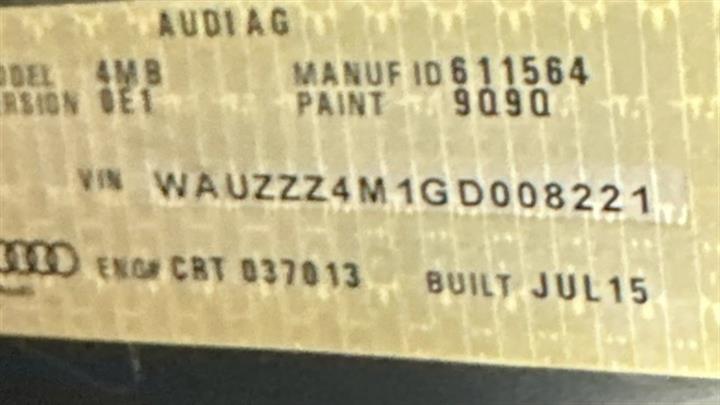 AUDI AG
ODEL 4MB MANUF ID 611564
RSION 0E1 PAINT 9Q9Q
VIN WAUZZZ4M1GD008221
ENG# CRT 037013 BUILT JUL15